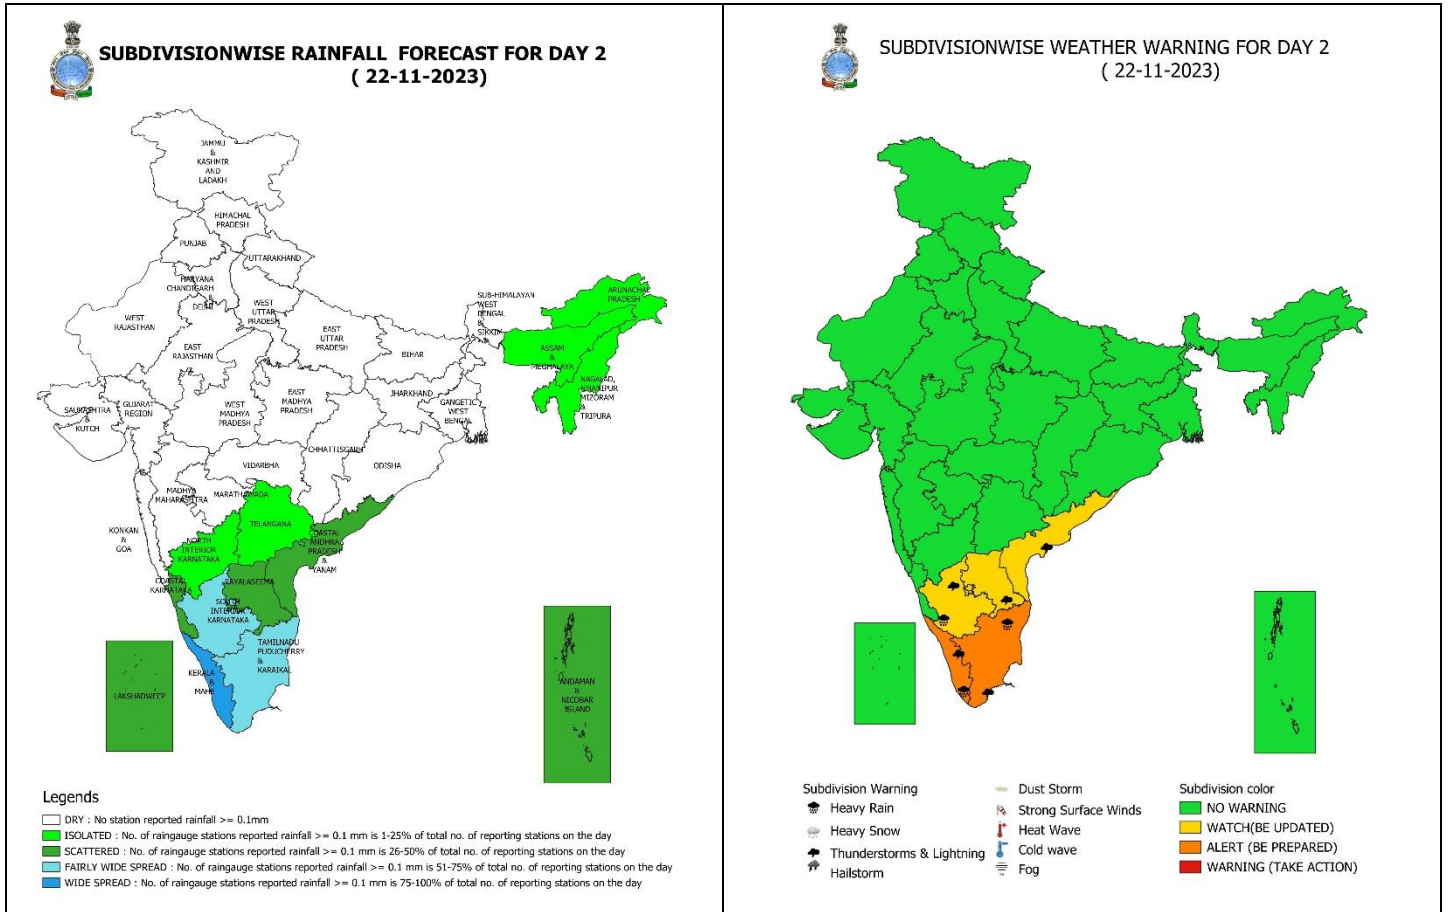 SUBDIVISIONWISE RAINFALL FORECAST FOR DAY 2
( 22-11-2023)
JAMMU
&
KASHMIR
AND
LADAKH
HIMACHAL
PRADESH
PUNJAB
UTTARAKHAND
HARYANA
CHANDIGARH
&
DELHI
WEST
RAJASTHAN
WEST
UTTAR
PRADESH
EAST
UTTAR
PRADESH
EAST
RAJASTHAN
SUB-HIMALAYAN
WEST
BENGAL
&
SIKKIM
ARUNACHAL
PRADESH
ASSAM
&
MEGHALAYA
NAGALAD,
NMANIPUR
MIZORAM
&
TRIPURA
BIHAR
JHARKHAND
GANGETIC
WEST
BENGAL
SAURASHTRA
&
KUTCH
GUJARAT
REGION
WEST
MADHYA
PRADESH
EAST
MADHYA
PRADESH
CHHATTISGARH
ODISHA
VIDARBHA
MADHYA
MAHARASHTRA
MARATHAWADA
KONKAN
&
GOA
TELANGANA
NORTH
INTERIOR
KARNATAKA
COASTAL
ANDHRA
PRADESH
&
YANAM
COASTAL
KARNATAKA
RAYALASEEMA
SOUTH
INTERIOR
KARNATAKA
TAMILNADU
PUDUCHERRY
&
KARAIKAL
KERALA
&
MAHE
LAKSHADWEEP
ANDAMAN
&
NICOBAR
ISLAND
Legends
DRY : No station reported rainfall >= 0.1mm
ISOLATED : No. of raingauge stations reported rainfall >= 0.1 mm is 1-25% of total no. of reporting stations on the day
SCATTERED : No. of raingauge stations reported rainfall >= 0.1 mm is 26-50% of total no. of reporting stations on the day
FAIRLY WIDE SPREAD : No. of raingauge stations reported rainfall >= 0.1 mm is 51-75% of total no. of reporting stations on the day
WIDE SPREAD : No. of raingauge stations reported rainfall >= 0.1 mm is 75-100% of total no. of reporting stations on the day
SUBDIVISIONWISE WEATHER WARNING FOR DAY 2
( 22-11-2023)
Subdivision Warning
Heavy Rain
Heavy Snow
Thunderstorms & Lightning
Hailstorm
Dust Storm
Strong Surface Winds
Heat Wave
Cold wave
Fog
Subdivision color
NO WARNING
WATCH(BE UPDATED)
ALERT (BE PREPARED)
WARNING (TAKE ACTION)